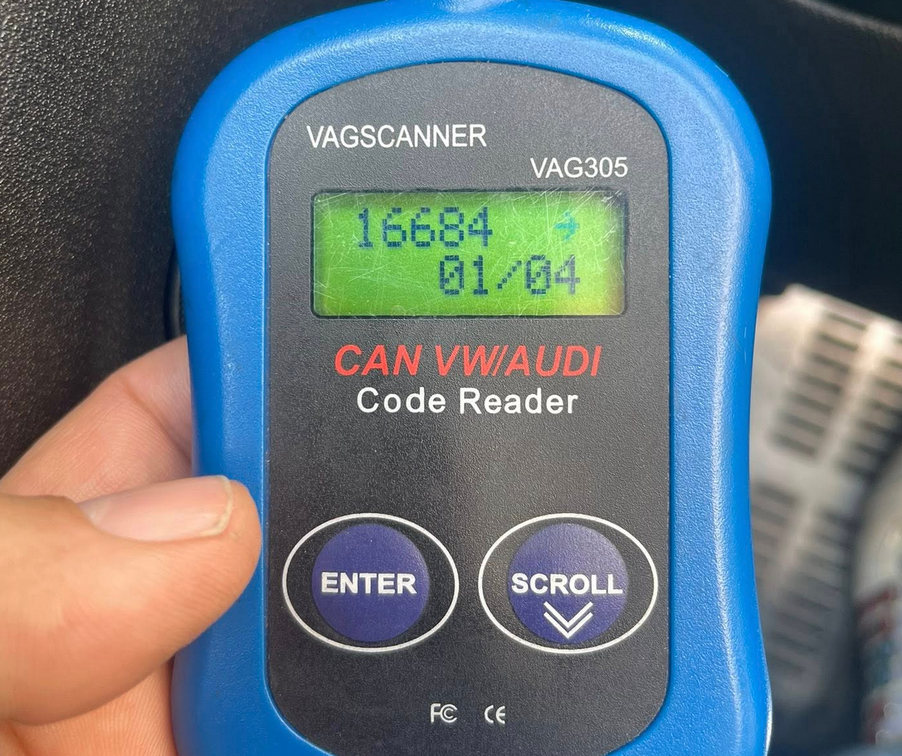 VAGSCANNER
VAG305
16684 →
01/04
CAN VW/AUDI
Code Reader
ENTER
SCROLL
FC CE